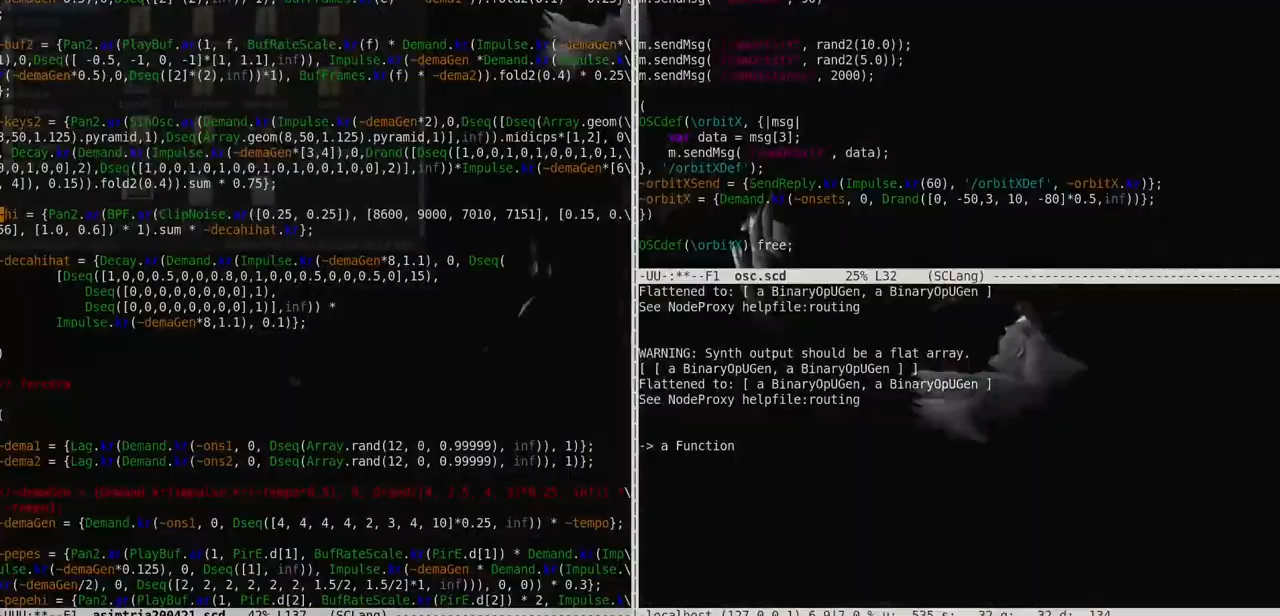 ~buf2 = {Pan2.ar(PlayBuf.ar(1, f, BufRateScale.kr(f) * Demand.kr(Impulse.kr(~demaGen*\
1),0,Dseq([ -0.5, -1, 0, -1]*[1, 1.1],inf)), Impulse.kr(~demaGen *Demand.kr(Impulse.kr\
(~demaGen*0.5),0,Dseq([2]*(2),inf))*1), BufFrames.kr(f) * ~dema2)).fold2(0.4) * 0.25\
};
~keys2 = {Pan2.ar(SinOsc.ar(Demand.kr(Impulse.kr(~demaGen*2),0,Dseq([Dseq(Array.geom(\
8,50,1.125).pyramid,1),Dseq(Array.geom(8,50,1.125).pyramid,1)],inf)).midicps*[1,2], 0\
, Decay.kr(Demand.kr(Impulse.kr(~demaGen*[3,4]),0,Drand([Dseq([1,0,0,1,0,1,0,0,1,0,1,\
0,0,1,0],2),Dseq([1,0,0,1,0,1,0,0,1,0,1,0,0,1,0],2)],inf))*Impulse.kr(~demaGen*[6\
, 4]), 0.15)).fold2(0.4)).sum * 0.75};
~hi = {Pan2.ar(BPF.ar(ClipNoise.ar([0.25, 0.25]), [8600, 9000, 7010, 7151], [0.15, 0.\
56], [1.0, 0.6]) * 1).sum * ~decahihat.kr};
~decahihat = {Decay.kr(Demand.kr(Impulse.kr(~demaGen*8,1.1), 0, Dseq(
[Dseq([1,0,0,0.5,0,0,0.8,0,1,0,0,0.5,0,0,0.5,0],15),
Dseq([0,0,0,0,0,0,0,0],1),
Dseq([0,0,0,0,0,0,0,0],1)],inf)) *
Impulse.kr(~demaGen*8,1.1), 0.1)};
)
// Tercera
(
~dema1 = {Lag.kr(Demand.kr(~ons1, 0, Dseq(Array.rand(12, 0, 0.99999), inf)), 1)};
~dema2 = {Lag.kr(Demand.kr(~ons2, 0, Dseq(Array.rand(12, 0, 0.99999), inf)), 1)};
~demaGen = {Demand.kr(~ons1, 0, Dseq([4, 4, 4, 4, 2, 3, 4, 10]*0.25, inf)) * ~tempo};
~pepes = {Pan2.ar(PlayBuf.ar(1, PirE.d[1], BufRateScale.kr(PirE.d[1]) * Demand.kr(Imp\
ulse.kr(~demaGen*0.125), 0, Dseq([1], inf)), Impulse.kr(~demaGen * Demand.kr(Impulse.\
kr(~demaGen/2), 0, Dseq([2, 2, 2, 2, 2, 2, 1.5/2, 1.5/2]*1, inf))), 0, 0)) * 0.3};
~pepehi = {Pan2.ar(PlayBuf.ar(1, PirE.d[2], BufRateScale.kr(PirE.d[2]) * 2, Impulse.k\
-UU-:**--F1 asimtria200421.scd 42% L137 (SCLang)
m.sendMsg( , rand2(10.0));
m.sendMsg( , rand2(5.0));
m.sendMsg( , 2000);
(
OSCdef(\orbitX, {|msg|
var data = msg[3];
m.sendMsg( , data);
}, '/orbitXDef');
~orbitXSend = {SendReply.kr(Impulse.kr(60), '/orbitXDef', ~orbitX.kr)};
~orbitX = {Demand.kr(~onsets, 0, Drand([0, -50,3, 10, -80]*0.5,inf))};
})
OSCdef(\orbitX).free;
-UU-:**--F1 osc.scd 25% L32 (SCLang)
Flattened to: [ a BinaryOpUGen, a BinaryOpUGen ]
See NodeProxy helpfile:routing
WARNING: Synth output should be a flat array.
[ [ a BinaryOpUGen, a BinaryOpUGen ] ]
Flattened to: [ a BinaryOpUGen, a BinaryOpUGen ]
See NodeProxy helpfile:routing
-> a Function